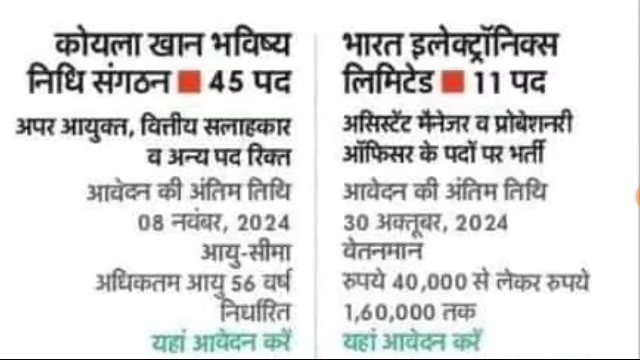 कोयला खान भविष्य
निधि संगठन ■ 45 पद
अपर आयुक्त, वित्तीय सलाहकार
व अन्य पद रिक्त
आवेदन की अंतिम तिथि
08 नवंबर, 2024
आयु-सीमा
अधिकतम आयु 56 वर्ष
निर्धारित
यहां आवेदन करें
भारत इलेक्ट्रॉनिक्स
लिमिटेड ■ 11 पद
असिस्टेंट मैनेजर व प्रोबेशनरी
ऑफिसर के पदों पर भर्ती
आवेदन की अंतिम तिथि
30 अक्तूबर, 2024
वेतनमान
रुपये 40,000 से लेकर रुपये
1,60,000 तक
यहां आवेदन करें